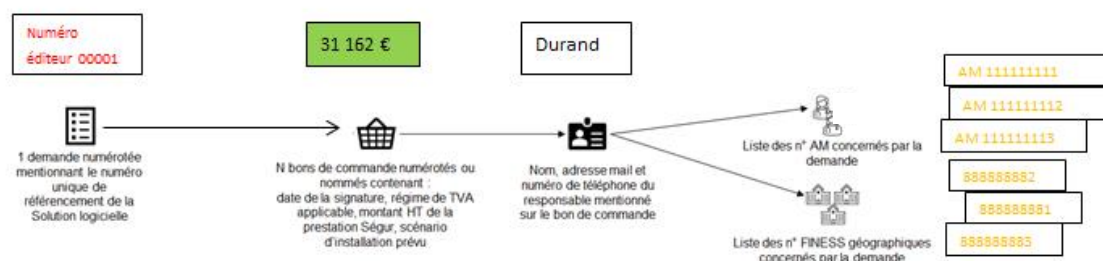 Numéro
éditeur 00001
31 162 €
Durand
AM 111111111
AM 111111112
AM 111111113
888888882
888888881
888888883
1 demande numérotée
mentionnant le numéro
unique de
référencement de la
Solution logicielle
N bons de commande numérotés ou
nommés contenant :
date de la signature, régime de TVA
applicable, montant HT de la
prestation Ségur, scénario
d'installation prévu
Nom, adresse mail et
numéro de téléphone du
responsable mentionné
sur le bon de commande
Liste des n° AM concernés par la
demande
Liste des n° FINESS géographiques
concernés par la demande